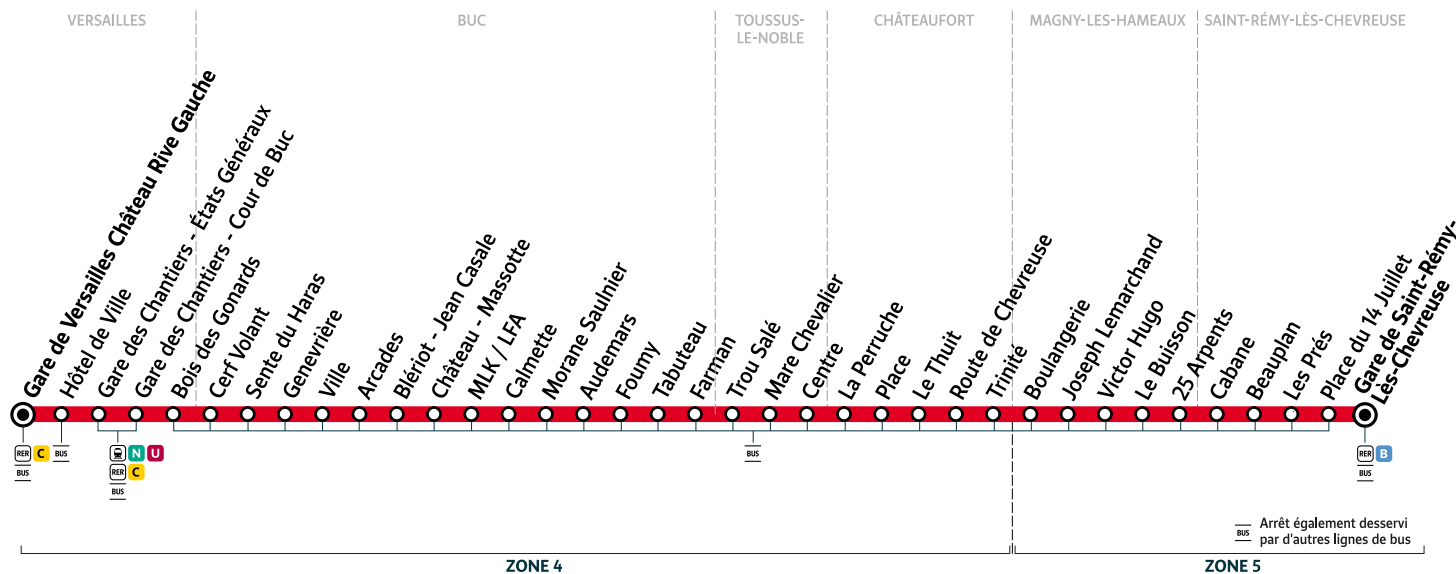 VERSAILLES
BUC
TOUSSUS-
LE-NOBLE
CHÂTEAUFORT
MAGNY-LES-HAMEAUX
SAINT-RÉMY-LÈS-CHEVREUSE
Gare de Versailles Château Rive Gauche
Hôtel de Ville
Gare des Chantiers - États Généraux
Gare des Chantiers - Cour de Buc
Bois des Gonards
Cerf Volant
Sente du Haras
Genevrière
Ville
Arcades
Blériot - Jean Casale
Château - Massotte
MLK / LFA
Calmette
Morane Saulnier
Audemars
Fourny
Tabuteau
Farman
Trou Salé
Mare Chevalier
Centre
La Perruche
Place
Le Thuit
Route de Chevreuse
Trinité
Boulangerie
Joseph Lemarchand
Victor Hugo
Le Buisson
25 Arpents
Cabane
Beauplan
Les Prés
Place du 14 Juillet
Gare de Saint-Rémy-
Lès-Chevreuse
RER C
BUS
BUS
N U
RER C
BUS
BUS
RER B
BUS
BUS Arrêt également desservi
par d'autres lignes de bus
ZONE 4
ZONE 5